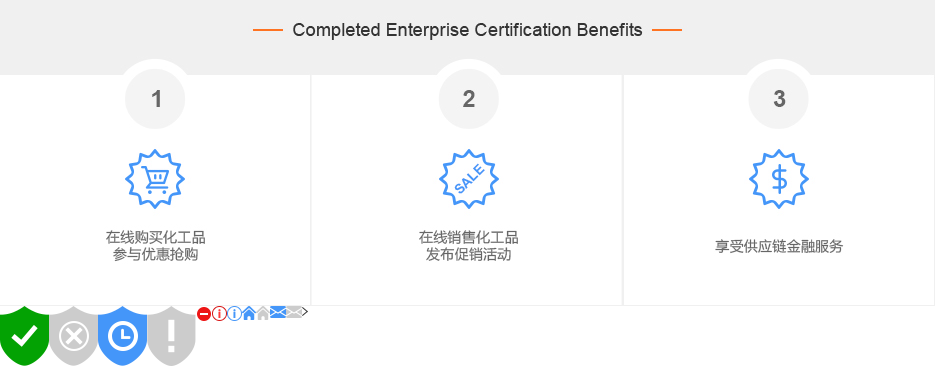 Completed Enterprise Certification Benefits
1
2
3
SALE
在线购买化工品
参与优惠抢购
在线销售化工品
发布促销活动
享受供应链金融服务